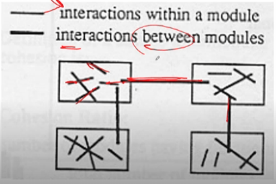 interactions within a module
interactions between modules